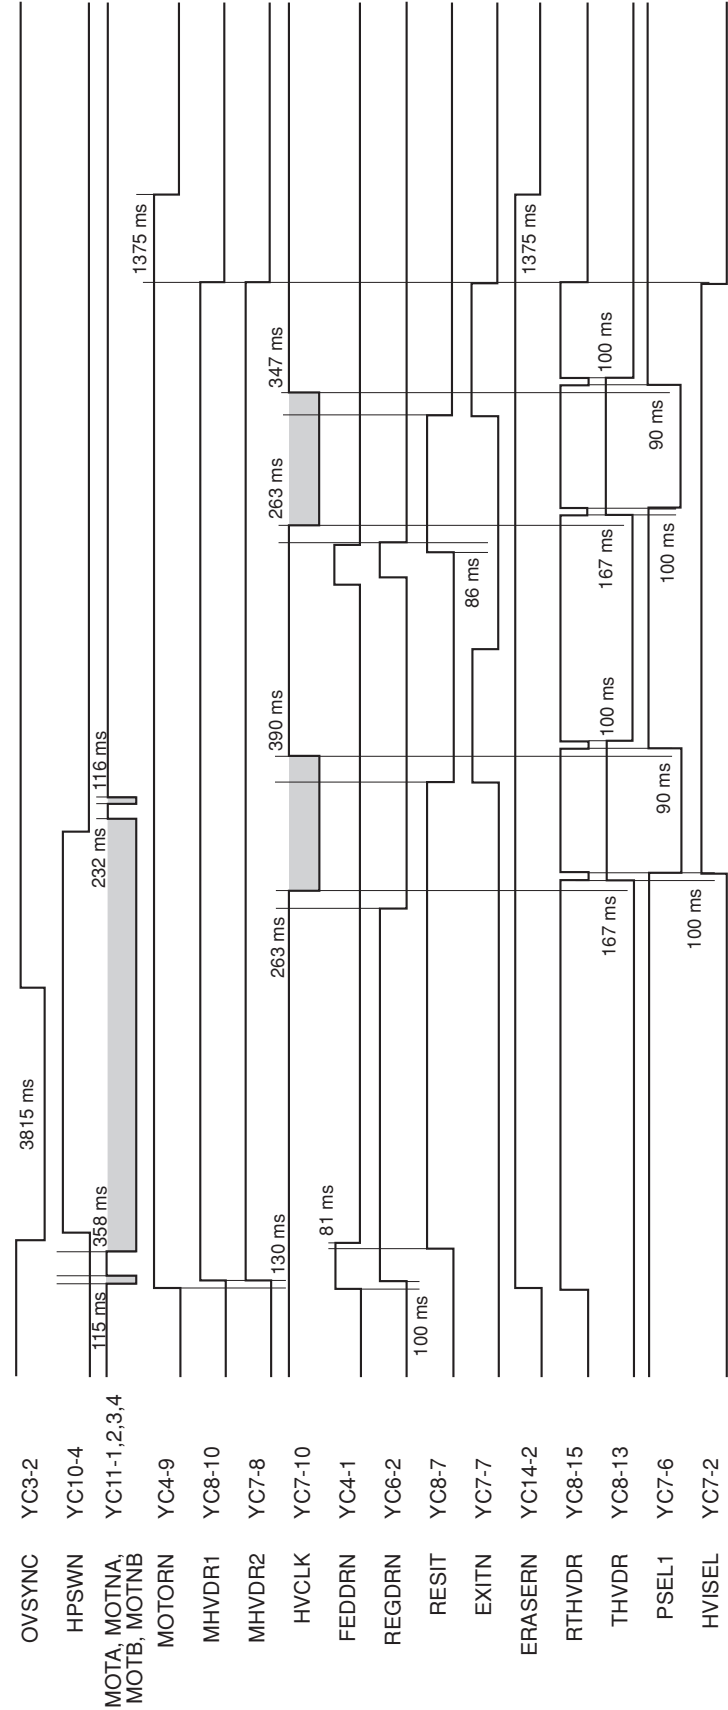 OVSYNC YC3-2
3815 ms
HPSWN YC10-4
MOTA, MOTNA,
MOTB, MOTNB
YC11-1,2,3,4
115 ms
358 ms
232 ms
116 ms
MOTORN YC4-9
1375 ms
MHVDR1 YC8-10
MHVDR2 YC7-8
130 ms
263 ms
390 ms
263 ms
347 ms
HVCLK YC7-10
FEDDRN YC4-1
81 ms
REGDRN YC6-2
100 ms
RESIT YC8-7
86 ms
EXITN YC7-7
ERASERN YC14-2
1375 ms
RTHVDR YC8-15
THVDR YC8-13
167 ms
100 ms
167 ms
100 ms
PSEL1 YC7-6
90 ms
100 ms
90 ms
HVISEL YC7-2
100 ms